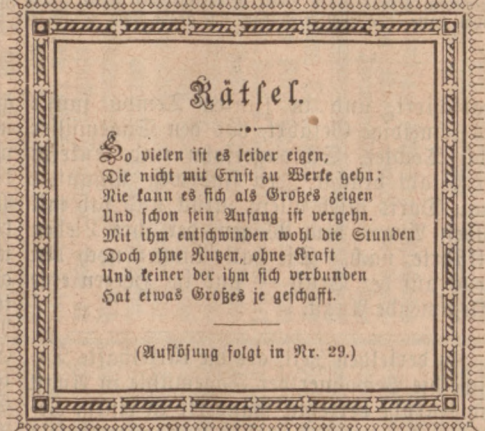 Rätsel.
So vielen ist es leider eigen,
Die nicht mit Ernst zu Werke gehn;
Nie kann es sich als Großes zeigen
Und schon sein Anfang ist vergehn.
Mit ihm entschwinden wohl die Stunden
Doch ohne Nutzen, ohne Kraft
Und keiner der ihm sich verbunden
Hat etwas Großes je geschafft.
(Auflösung folgt in Nr. 29.)